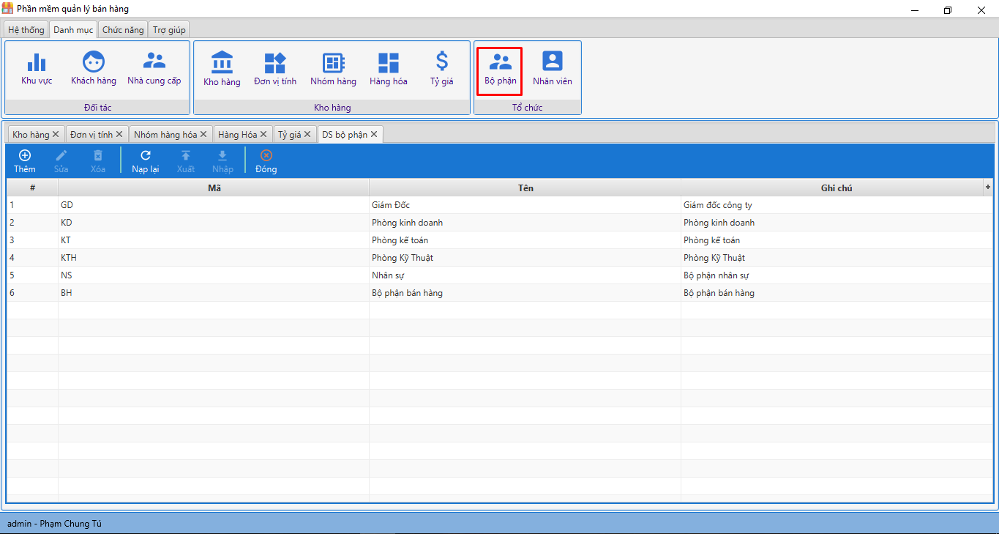 Phần mềm quản lý bán hàng
Hệ thống Danh mục Chức năng Trợ giúp
Khu vực Khách hàng Nhà cung cấp Kho hàng Đơn vị tính Nhóm hàng Hàng hóa Tỷ giá Bộ phận Nhân viên
Đối tác Kho hàng Tổ chức
Kho hàng Đơn vị tính Nhóm hàng hóa Hàng Hóa Tỷ giá DS bộ phận
Thêm Sửa Xóa Nạp lại Xuất Nhập Đóng
# Mã Tên Ghi chú +
1 GD Giám Đốc Giám đốc công ty
2 KD Phòng kinh doanh Phòng kinh doanh
3 KT Phòng kế toán Phòng kế toán
4 KTH Phòng Kỹ Thuật Phòng Kỹ Thuật
5 NS Nhân sự Bộ phận nhân sự
6 BH Bộ phận bán hàng Bộ phận bán hàng
admin - Phạm Chung Tú